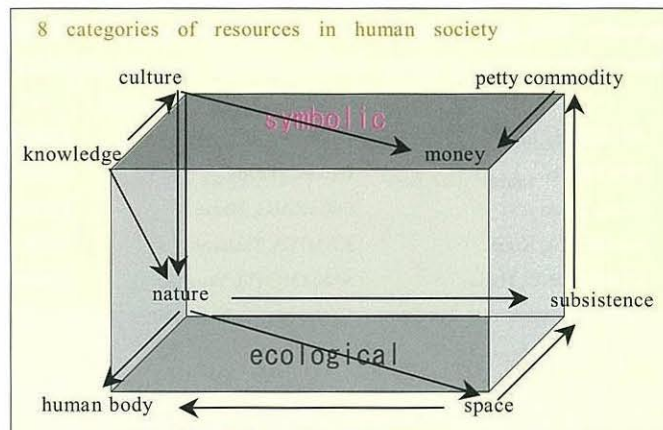 8 categories of resources in human society
culture
petty commodity
symbolic
knowledge
money
nature
subsistence
ecological
human body
space